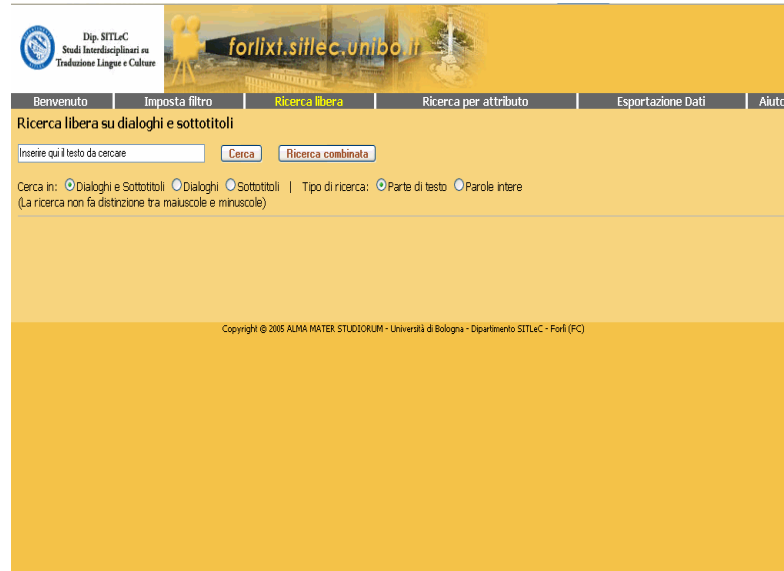 Dip. SITLeC
Studi Interdisciplinari su
Traduzione Lingue e Culture
forlixt.sitlec.unibo.it
Benvenuto Imposta filtro Ricerca libera Ricerca per attributo Esportazione Dati Aiuto
Ricerca libera su dialoghi e sottotitoli
Inserire qui il testo da cercare Cerca Ricerca combinata
Cerca in: Dialoghi e Sottotitoli Dialoghi Sottotitoli | Tipo di ricerca: Parte di testo Parole intere
(La ricerca non fa distinzione tra maiuscole e minuscole)
Copyright @ 2005 ALMA MATER STUDIORUM - Università di Bologna - Dipartimento SITLeC - Forlì (FC)